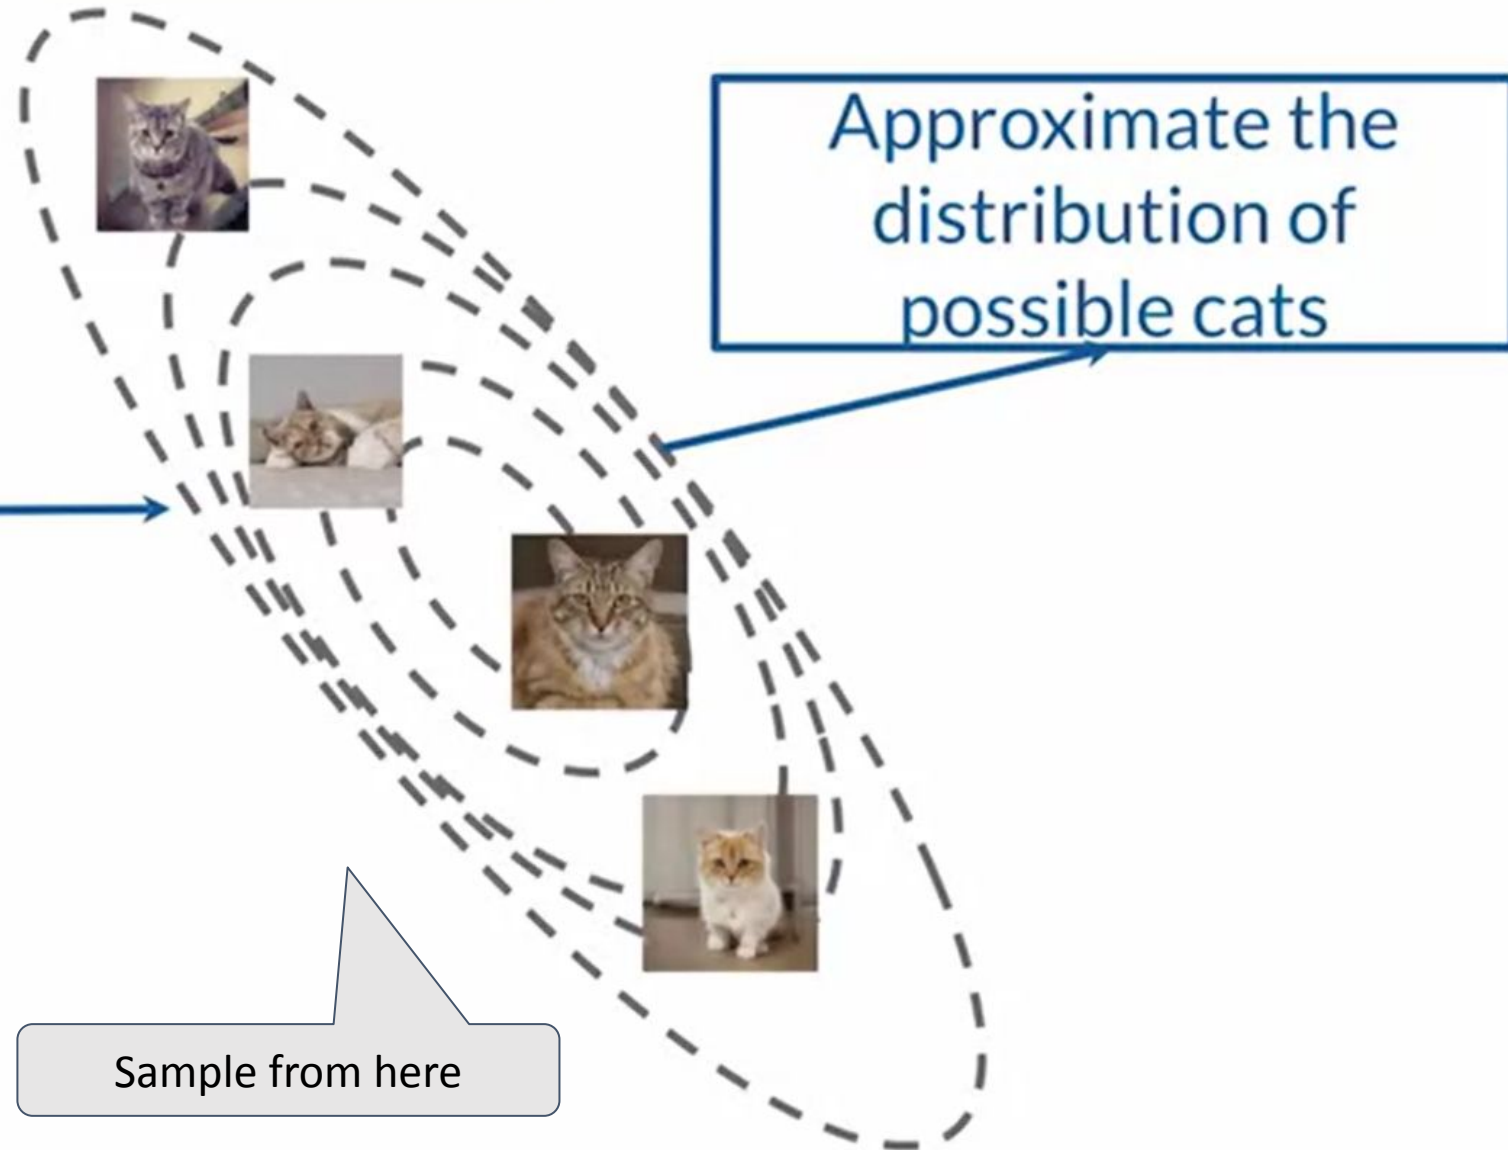 Approximate the
distribution of
possible cats
Sample from here